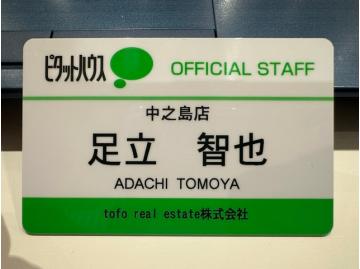 ピタットハウス OFFICIAL STAFF
中之島店
足立 智也
ADACHI TOMOYA
tofo real estate株式会社